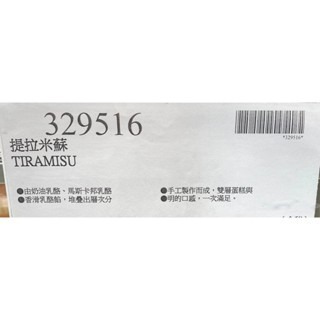 329516
*329516*
提拉米蘇
TIRAMISU
●由奶油乳酪、馬斯卡邦乳酪
●手工製作而成,雙層蛋糕與
●香滑乳酪餡,堆疊出層次分
●明的口感,一次滿足。